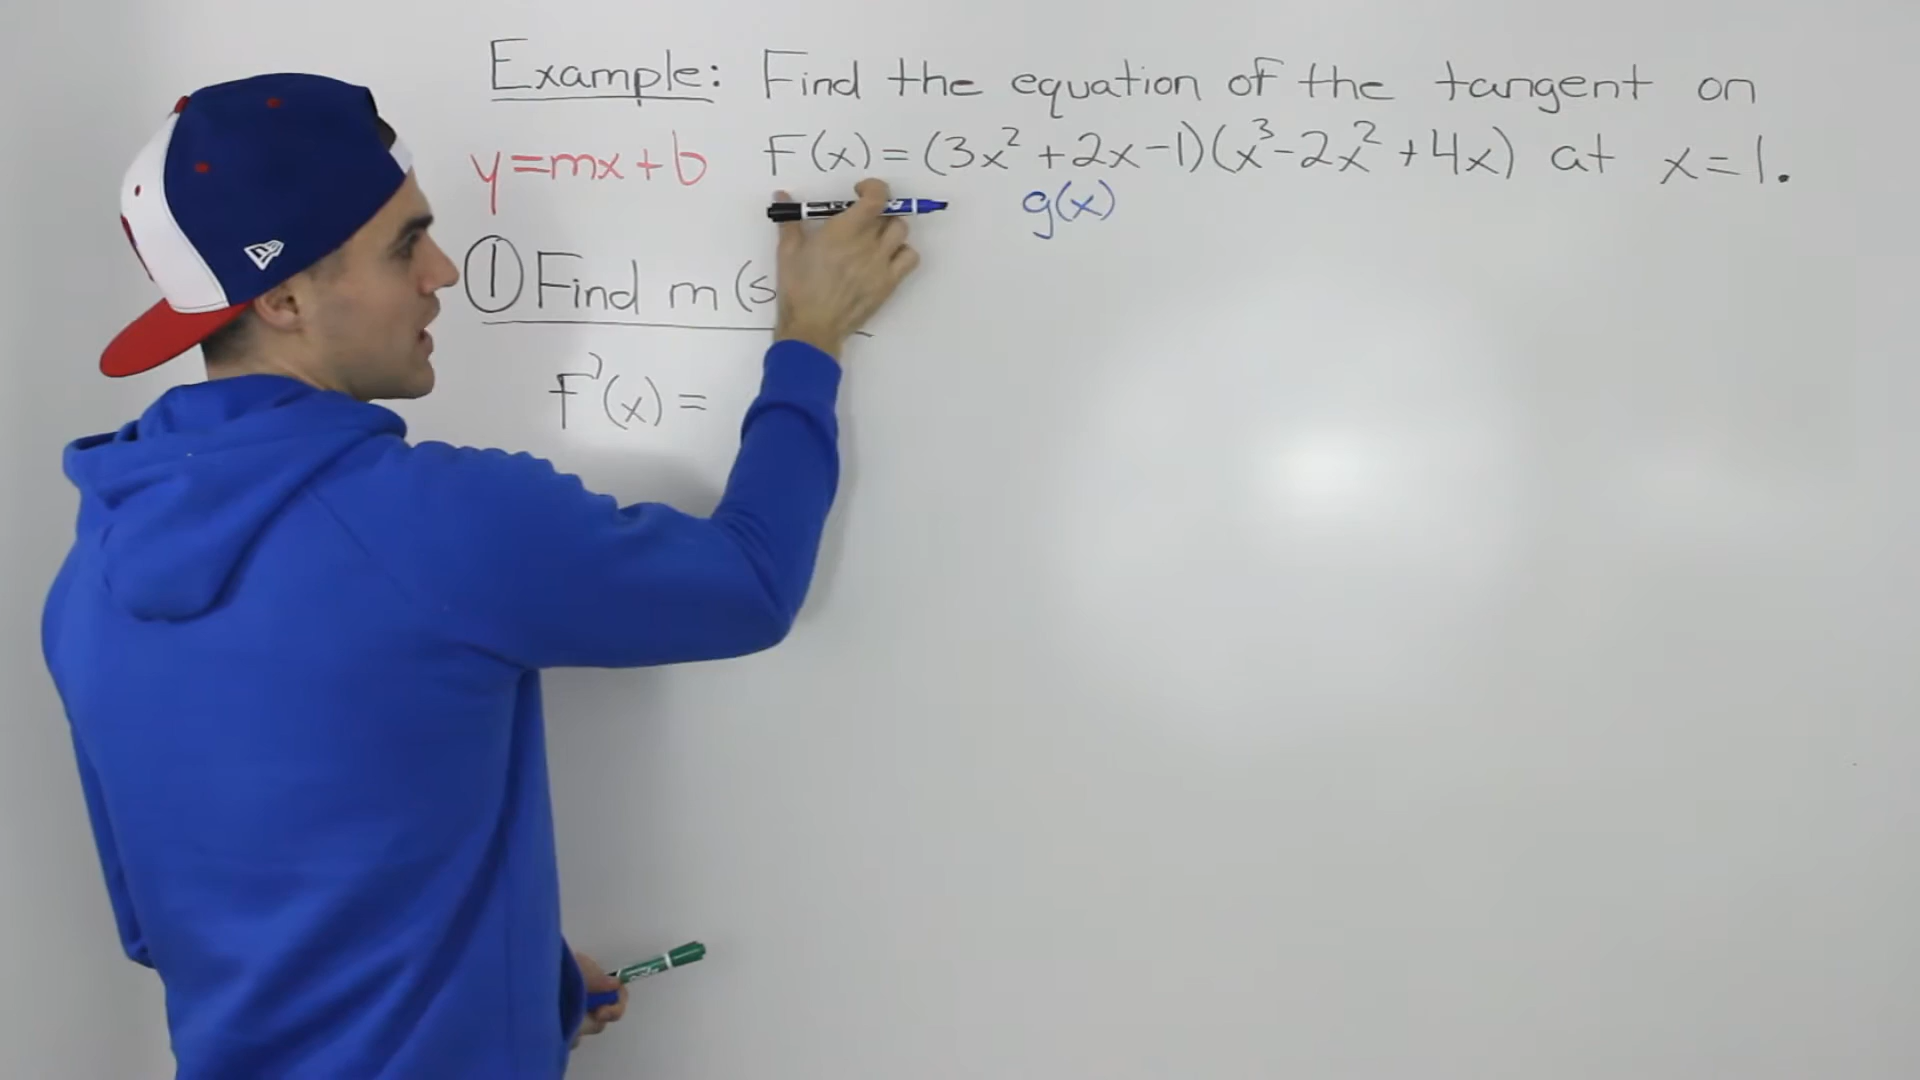 Example: Find the equation of the tangent on
y=mx+b F(x)=(3x²+2x-1)(x³-2x²+4x) at x=1.
g(x)
① Find m (s
F'(x)=